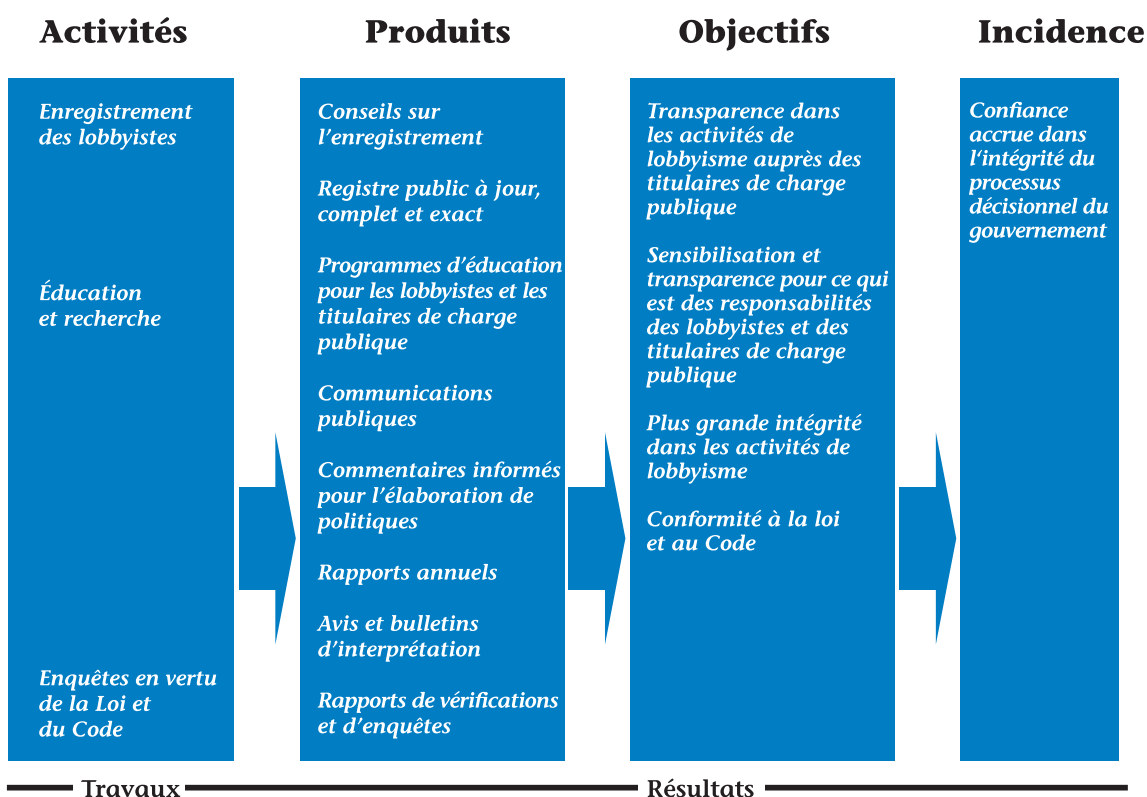 Activités
Enregistrement
des lobbyistes
Éducation
et recherche
Enquêtes en vertu
de la Loi et
du Code
Produits
Conseils sur
l'enregistrement
Registre public à jour,
complet et exact
Programmes d'éducation
pour les lobbyistes et les
titulaires de charge
publique
Communications
publiques
Commentaires informés
pour l'élaboration de
politiques
Rapports annuels
Avis et bulletins
d'interprétation
Rapports de vérifications
et d'enquêtes
Objectifs
Transparence dans
les activités de
lobbyisme auprès des
titulaires de charge
publique
Sensibilisation et
transparence pour ce qui
est des responsabilités
des lobbyistes et des
titulaires de charge
publique
Plus grande intégrité
dans les activités de
lobbyisme
Conformité à la loi
et au Code
Incidence
Confiance
accrue dans
l'intégrité du
processus
décisionnel du
gouvernement
Travaux
Résultats